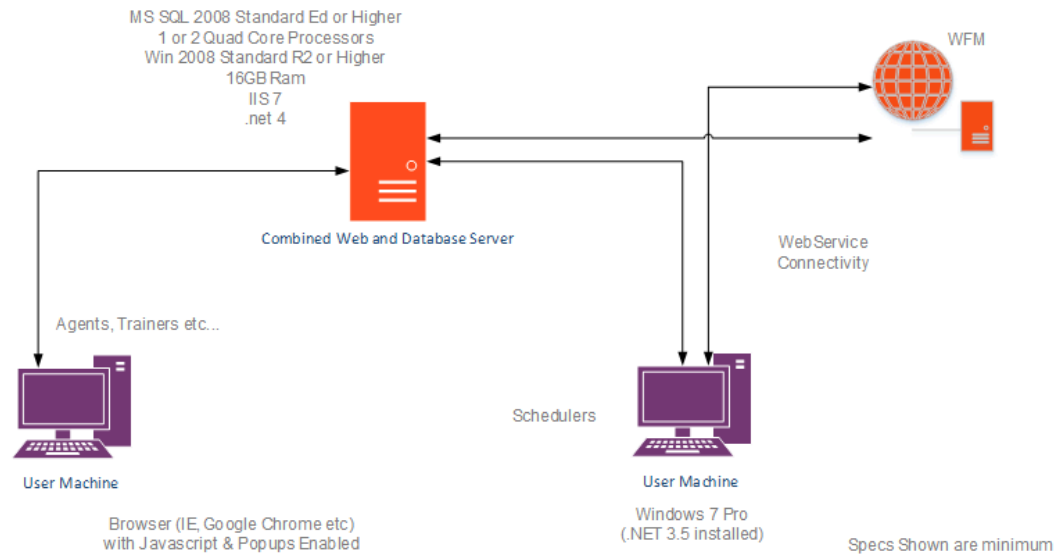 MS SQL 2008 Standard Ed or Higher
1 or 2 Quad Core Processors
Win 2008 Standard R2 or Higher
16GB Ram
IIS 7
.net 4
WFM
Combined Web and Database Server
Web Service
Connectivity
Agents, Trainers etc...
Schedulers
User Machine
User Machine
Browser (IE, Google Chrome etc)
with Javascript & Popups Enabled
Windows 7 Pro
(.NET 3.5 installed)
Specs Shown are minimum